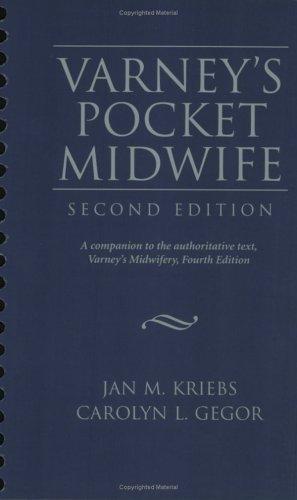 VARNEY'S
POCKET
MIDWIFE
SECOND EDITION
A companion to the authoritative text,
Varney's Midwifery, Fourth Edition
JAN M. KRIEBS
CAROLYN L. GEGOR